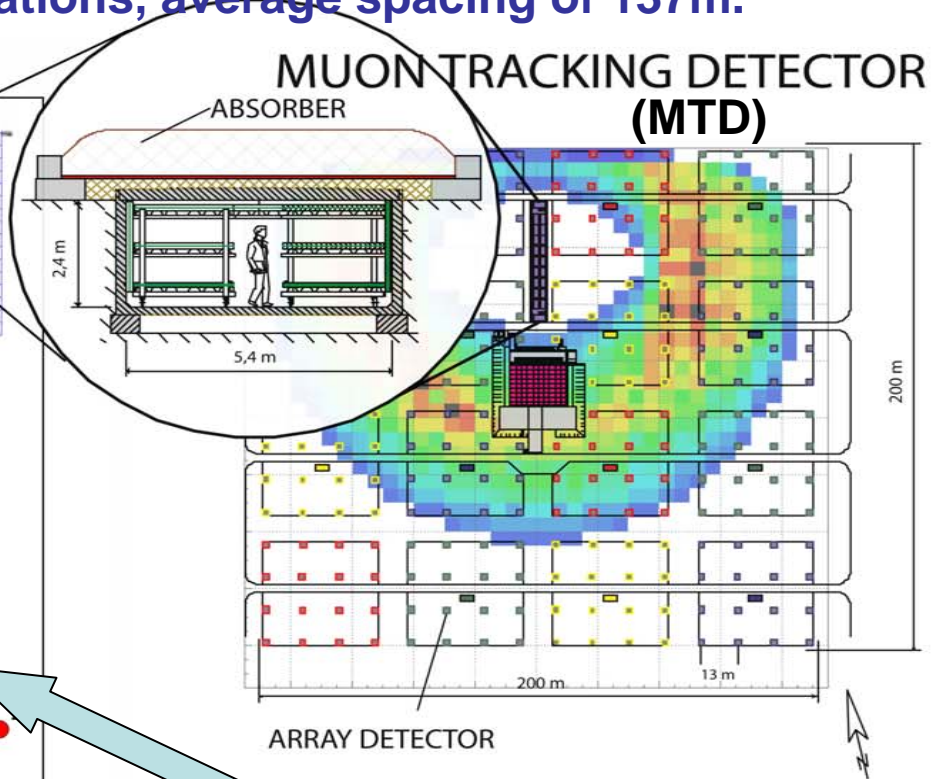 ations, average spacing of 137m.
MUON TRACKING DETECTOR
(MTD)
ABSORBER
2,4 m
5,4 m
200 m
13 m
200 m
ARRAY DETECTOR
N